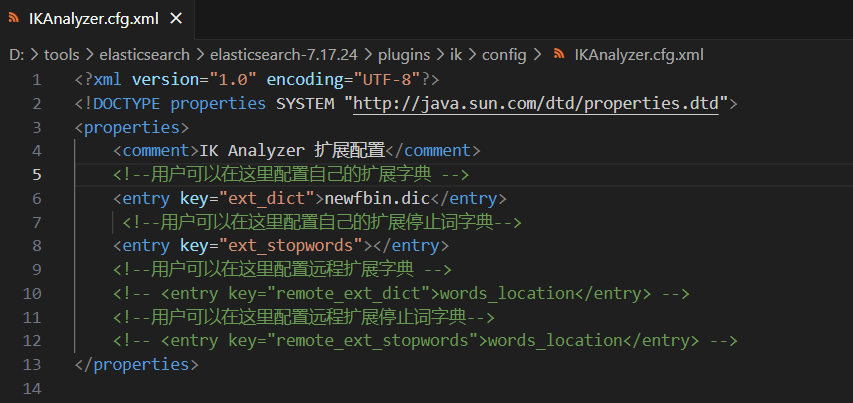 IKAnalyzer.cfg.xml ×
D: > tools > elasticsearch > elasticsearch-7.17.24 > plugins > ik > config > IKAnalyzer.cfg.xml
1 <?xml version="1.0" encoding="UTF-8"?>
2 <!DOCTYPE properties SYSTEM "http://java.sun.com/dtd/properties.dtd">
3 <properties>
4     <comment>IK Analyzer 扩展配置</comment>
5     <!--用户可以在这里配置自己的扩展字典 -->
6     <entry key="ext_dict">newfbin.dic</entry>
7      <!--用户可以在这里配置自己的扩展停止词字典-->
8     <entry key="ext_stopwords"></entry>
9     <!--用户可以在这里配置远程扩展字典 -->
10     <!-- <entry key="remote_ext_dict">words_location</entry> -->
11     <!--用户可以在这里配置远程扩展停止词字典-->
12     <!-- <entry key="remote_ext_stopwords">words_location</entry> -->
13 </properties>
14